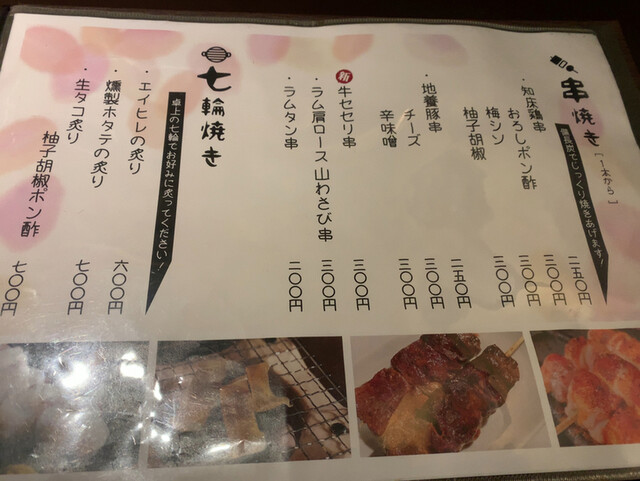 串焼き [一本から]
備長炭でじっくり焼きあげます!
・知床鶏串 二五〇円
おろしポン酢 三〇〇円
梅シソ 三〇〇円
柚子胡椒 三〇〇円
・地養豚串 二五〇円
チーズ 三〇〇円
辛味噌 三〇〇円
新・牛セセリ串 三〇〇円
・ラム肩ロース山わさび串 三〇〇円
・ラムタン串 三〇〇円
七輪焼き
卓上の七輪でお好みに炙ってください!
・エイヒレの炙り 六〇〇円
・燻製ホタテの炙り 七〇〇円
・生タコ炙り
柚子胡椒ポン酢 七〇〇円